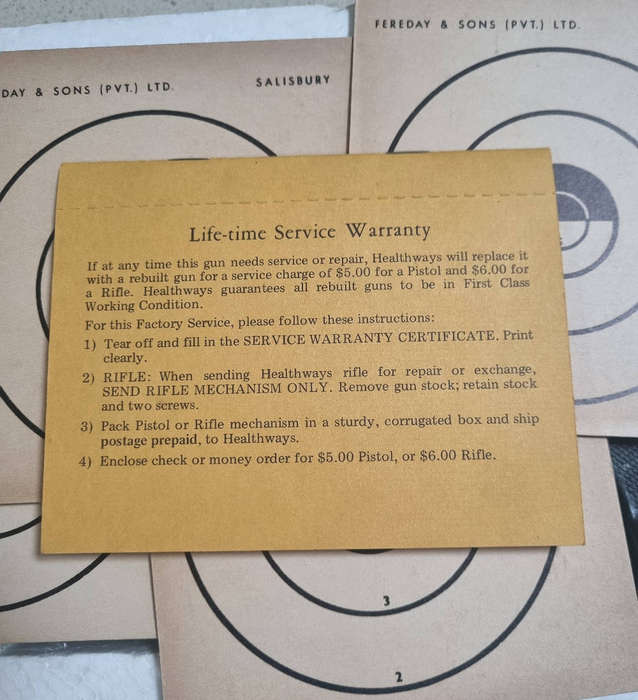 DAY & SONS (PVT.) LTD.
SALISBURY
FEREDAY & SONS (PVT.) LTD.
Life-time Service Warranty
If at any time this gun needs service or repair, Healthways will replace it
with a rebuilt gun for a service charge of $5.00 for a Pistol and $6.00 for
a Rifle. Healthways guarantees all rebuilt guns to be in First Class
Working Condition.
For this Factory Service, please follow these instructions:
1) Tear off and fill in the SERVICE WARRANTY CERTIFICATE. Print
clearly.
2) RIFLE: When sending Healthways rifle for repair or exchange,
SEND RIFLE MECHANISM ONLY. Remove gun stock; retain stock
and two screws.
3) Pack Pistol or Rifle mechanism in a sturdy, corrugated box and ship
postage prepaid, to Healthways.
4) Enclose check or money order for $5.00 Pistol, or $6.00 Rifle.
3
2